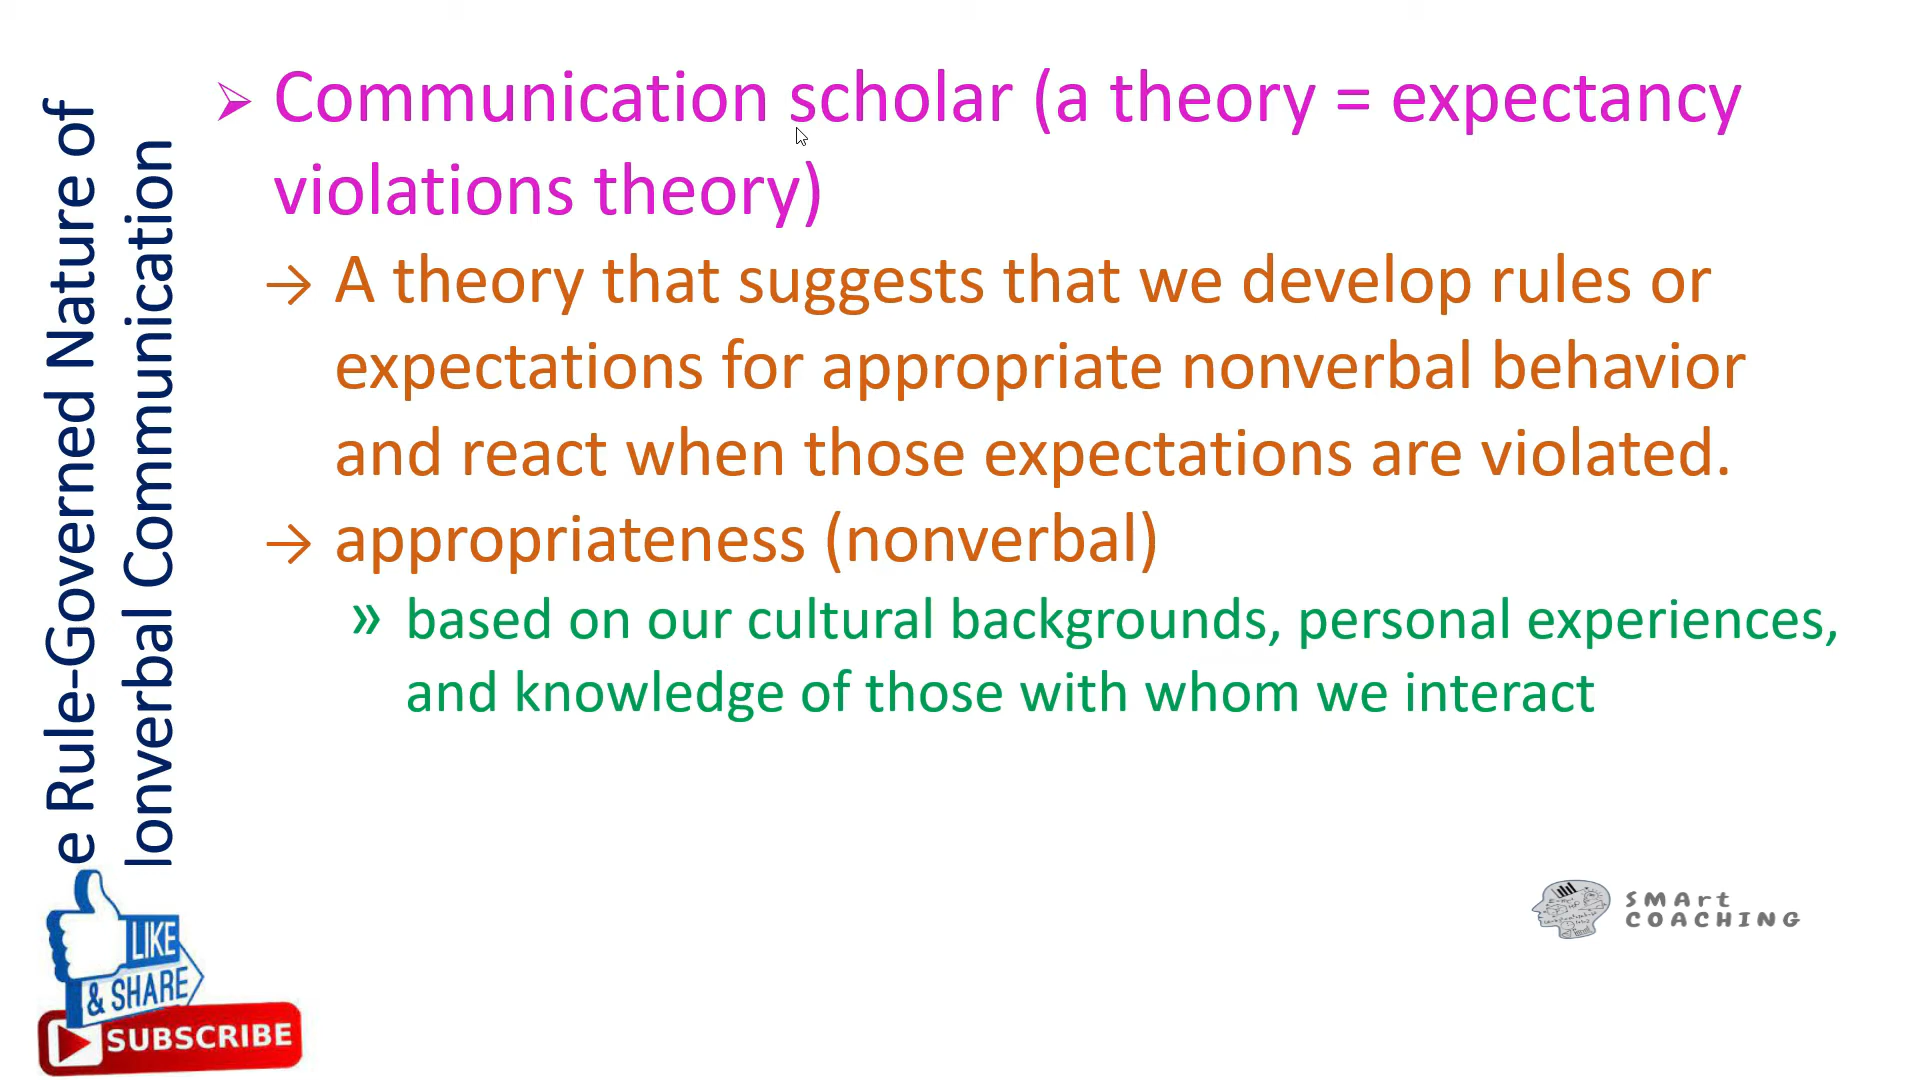 e Rule-Governed Nature of
onverbal Communication
Communication scholar (a theory = expectancy
violations theory)
→ A theory that suggests that we develop rules or
expectations for appropriate nonverbal behavior
and react when those expectations are violated.
→ appropriateness (nonverbal)
» based on our cultural backgrounds, personal experiences,
and knowledge of those with whom we interact
SMArt
COACHING
LIKE
& SHARE
SUBSCRIBE